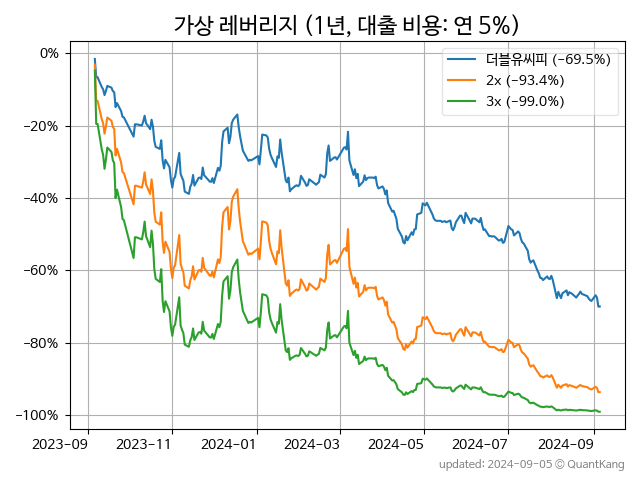 가상 레버리지 (1년, 대출 비용: 연 5%)
더블유씨피 (−69.5%)
2x (−93.4%)
3x (−99.0%)
0%
−20%
−40%
−60%
−80%
−100%
2023-09 2023-11 2024-01 2024-03 2024-05 2024-07 2024-09
updated: 2024-09-05 © QuantKang